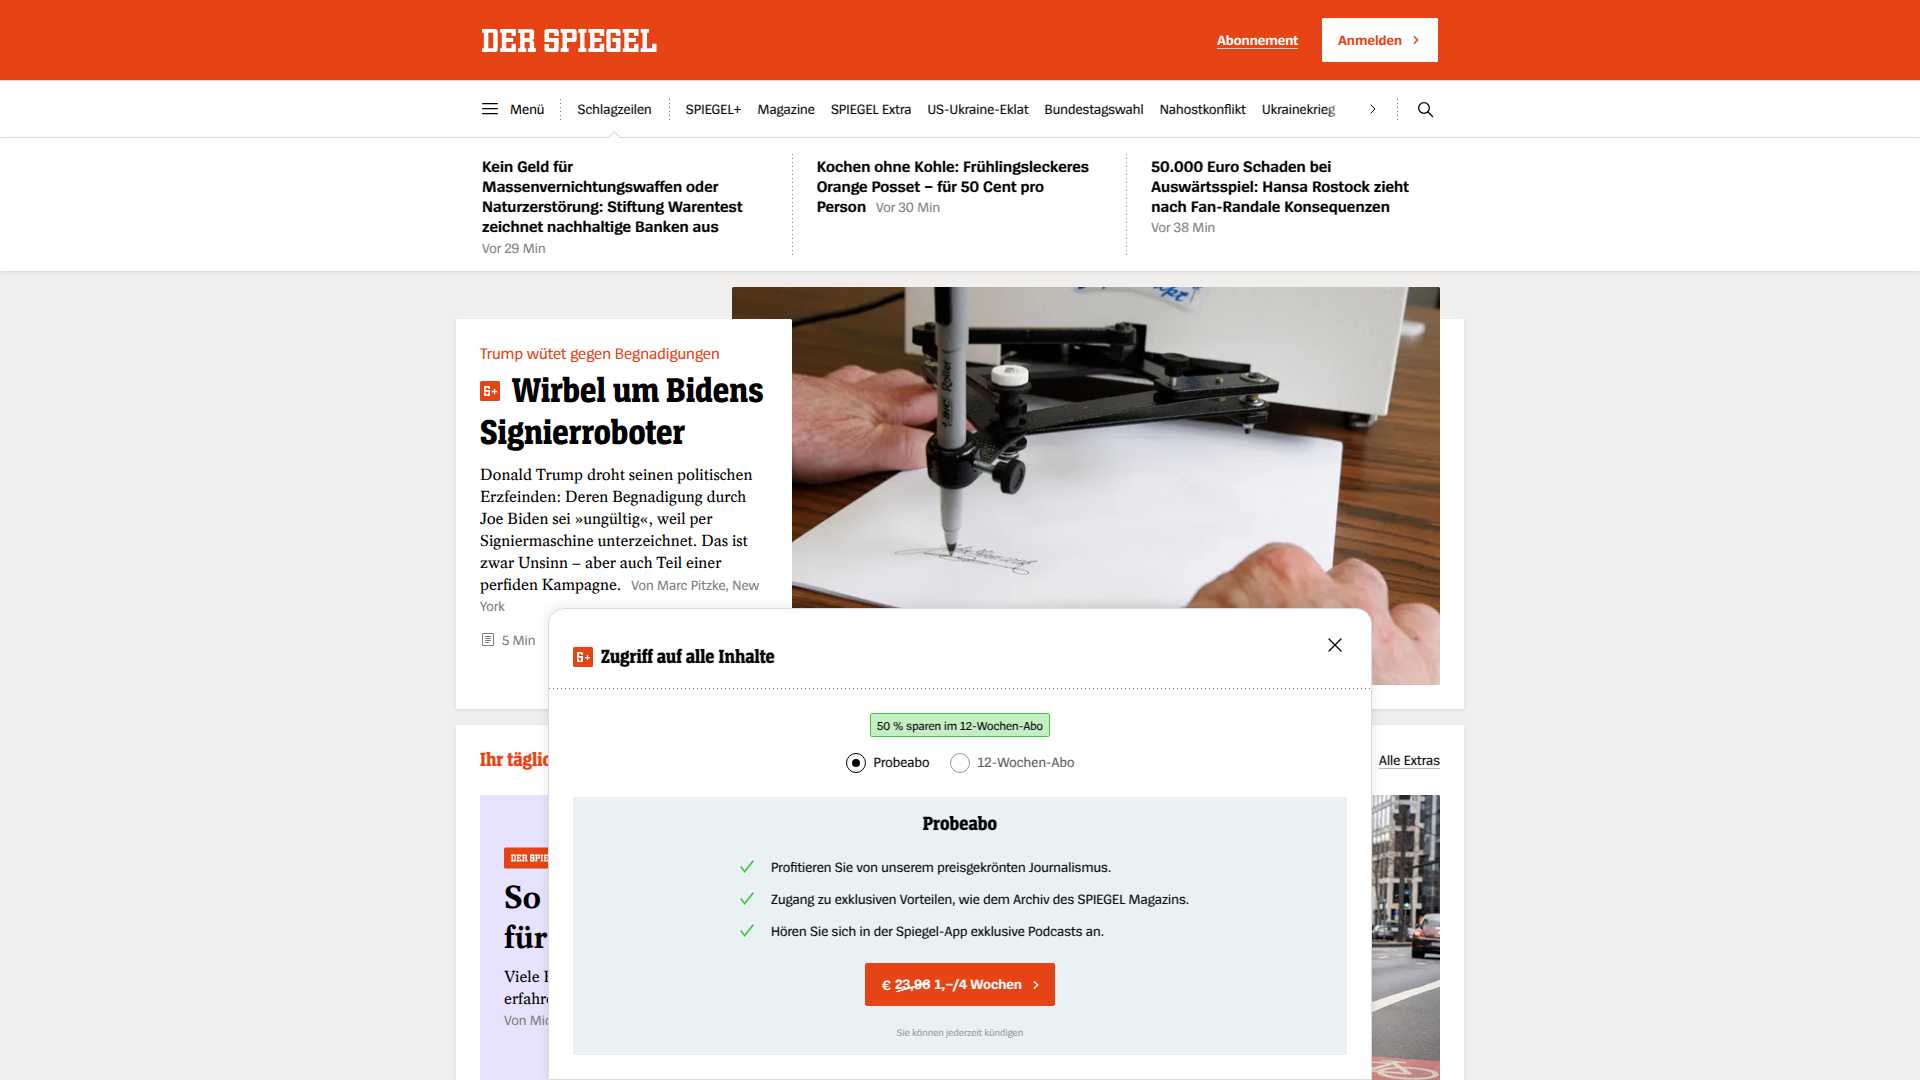 DER SPIEGEL
Abonnement
Anmelden
Menü
Schlagzeilen
SPIEGEL+
Magazine
SPIEGEL Extra
US-Ukraine-Eklat
Bundestagswahl
Nahostkonflikt
Ukrainekrieg
Kein Geld für
Massenvernichtungswaffen oder
Naturzerstörung: Stiftung Warentest
zeichnet nachhaltige Banken aus
Vor 29 Min
Kochen ohne Kohle: Frühlingsleckeres
Orange Posset – für 50 Cent pro
Person Vor 30 Min
50.000 Euro Schaden bei
Auswärtsspiel: Hansa Rostock zieht
nach Fan-Randale Konsequenzen
Vor 38 Min
Trump wütet gegen Begnadigungen
S+ Wirbel um Bidens
Signierroboter
Donald Trump droht seinen politischen
Erzfeinden: Deren Begnadigung durch
Joe Biden sei »ungültig«, weil per
Signiermaschine unterzeichnet. Das ist
zwar Unsinn – aber auch Teil einer
perfiden Kampagne. Von Marc Pitzke, New
York
5 Min
S+ Zugriff auf alle Inhalte
50 % sparen im 12-Wochen-Abo
Probeabo
12-Wochen-Abo
Probeabo
Profitieren Sie von unserem preisgekrönten Journalismus.
Zugang zu exklusiven Vorteilen, wie dem Archiv des SPIEGEL Magazins.
Hören Sie sich in der Spiegel-App exklusive Podcasts an.
€ 23,96 1,–/4 Wochen
Sie können jederzeit kündigen
Ihr täglic
Alle Extras
DER SPIE
So
für
Viele
erfahre
Von Mic